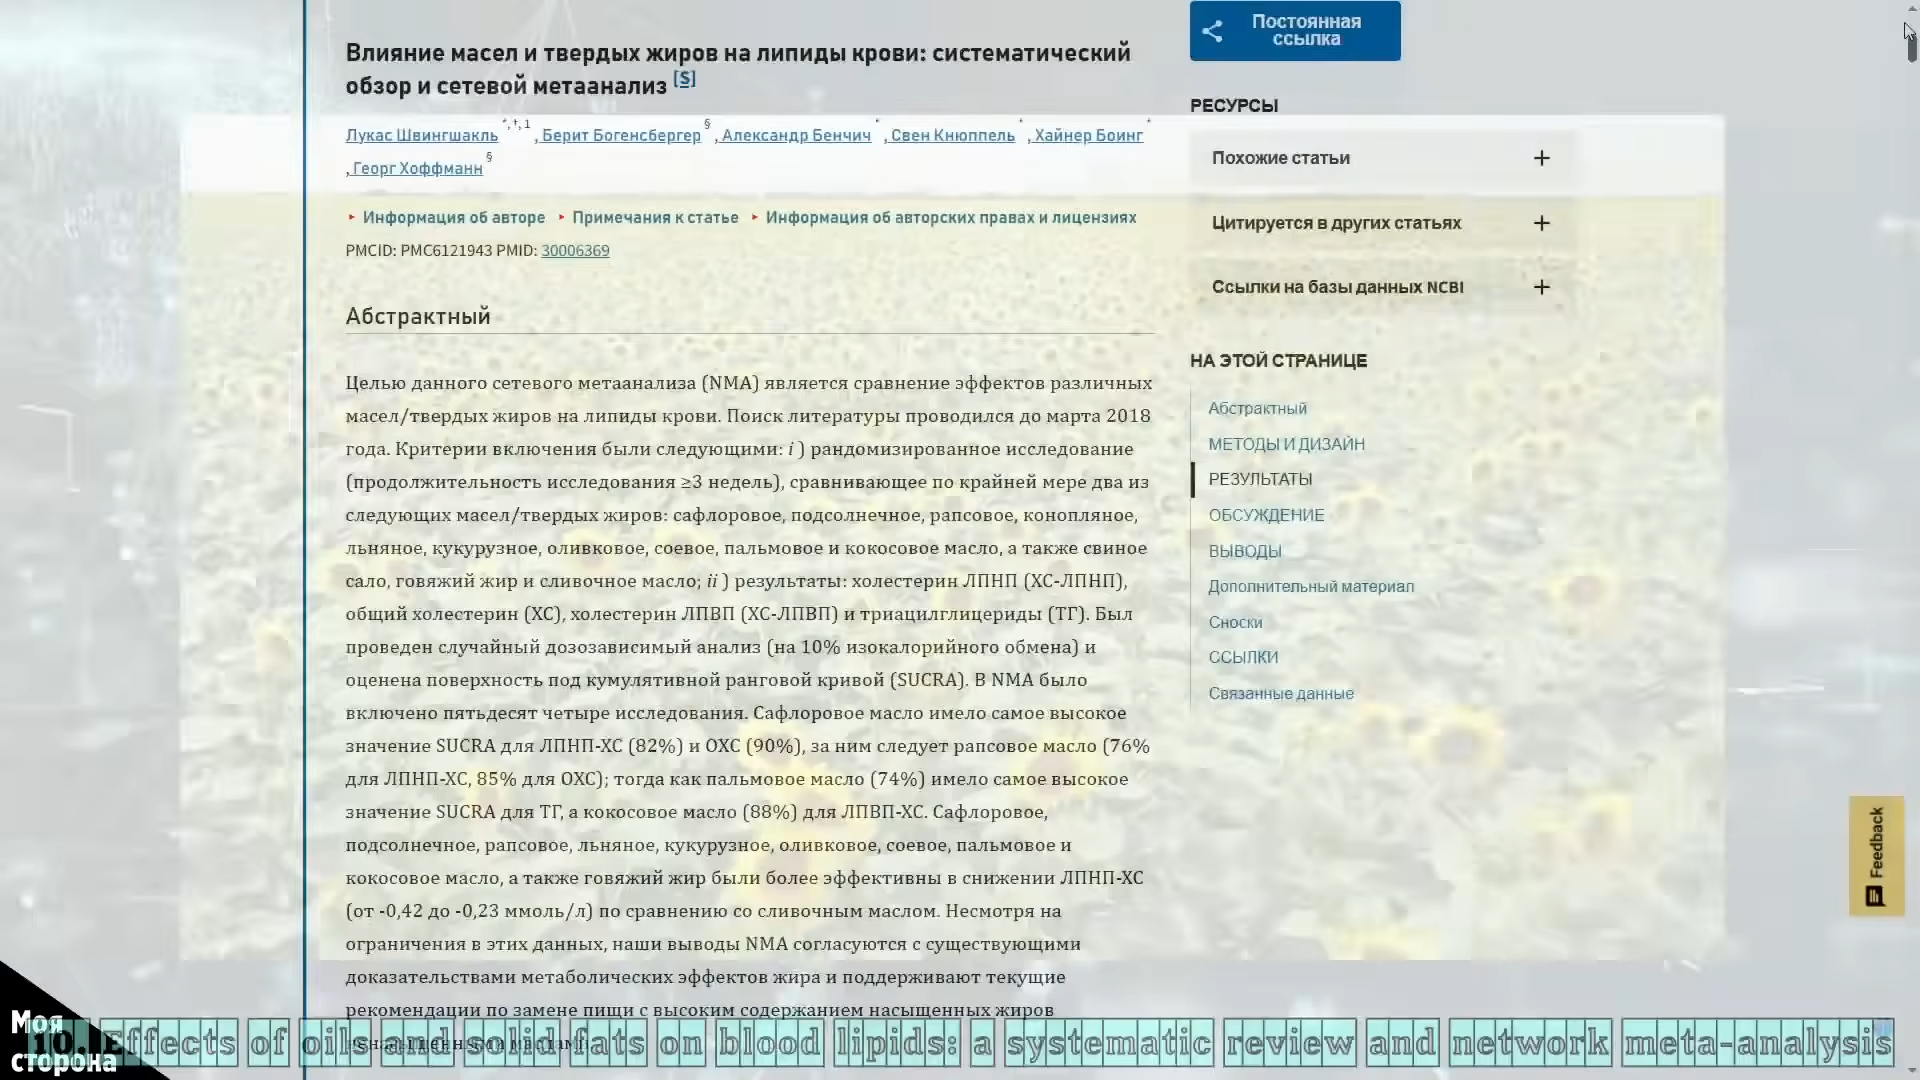 Влияние масел и твердых жиров на липиды крови: систематический
обзор и сетевой метаанализ [S]
Лукас Швингшакль *, †, 1 , Берит Богенсбергер § , Александр Бенчич * , Свен Кнюппель * , Хайнер Боинг *
, Георг Хоффманн §
Информация об авторе Примечания к статье Информация об авторских правах и лицензиях
PMCID: PMC6121943 PMID: 30006369
Абстрактный
Целью данного сетевого метаанализа (NMA) является сравнение эффектов различных
масел/твердых жиров на липиды крови. Поиск литературы проводился до марта 2018
года. Критерии включения были следующими: i ) рандомизированное исследование
(продолжительность исследования ≥3 недель), сравнивающее по крайней мере два из
следующих масел/твердых жиров: сафлоровое, подсолнечное, рапсовое, конопляное,
льняное, кукурузное, оливковое, соевое, пальмовое и кокосовое масло, а также свиное
сало, говяжий жир и сливочное масло; ii ) результаты: холестерин ЛПНП (ХС-ЛПНП),
общий холестерин (ХС), холестерин ЛПВП (ХС-ЛПВП) и триацилглицериды (ТГ). Был
проведен случайный дозозависимый анализ (на 10% изокалорийного обмена) и
оценена поверхность под кумулятивной ранговой кривой (SUCRA). В NMA было
включено пятьдесят четыре исследования. Сафлоровое масло имело самое высокое
значение SUCRA для ЛПНП-ХС (82%) и ОХС (90%), за ним следует рапсовое масло (76%
для ЛПНП-ХС, 85% для ОХС); тогда как пальмовое масло (74%) имело самое высокое
значение SUCRA для ТГ, а кокосовое масло (88%) для ЛПВП-ХС. Сафлоровое,
подсолнечное, рапсовое, льняное, кукурузное, оливковое, соевое, пальмовое и
кокосовое масло, а также говяжий жир были более эффективны в снижении ЛПНП-ХС
(от -0,42 до -0,23 ммоль/л) по сравнению со сливочным маслом. Несмотря на
ограничения в этих данных, наши выводы NMA согласуются с существующими
доказательствами метаболических эффектов жира и поддерживают текущие
рекомендации по замене пищи с высоким содержанием насыщенных жиров
Постоянная
ссылка
РЕСУРСЫ
Похожие статьи
Цитируется в других статьях
Ссылки на базы данных NCBI
НА ЭТОЙ СТРАНИЦЕ
Абстрактный
МЕТОДЫ И ДИЗАЙН
РЕЗУЛЬТАТЫ
ОБСУЖДЕНИЕ
ВЫВОДЫ
Дополнительный материал
Сноски
ССЫЛКИ
Связанные данные
Feedback
Моя
сторона
10. Effects of oils and solid fats on blood lipids: a systematic review and network meta-analysis